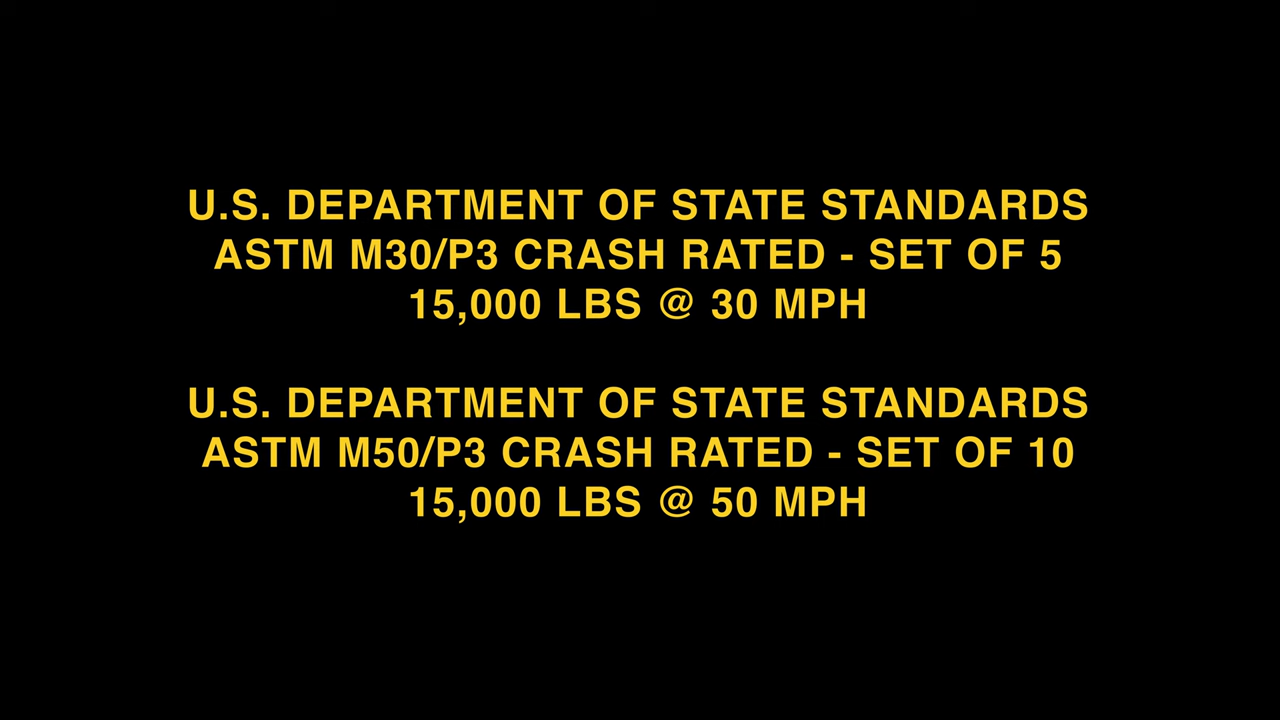 U.S. DEPARTMENT OF STATE STANDARDS
ASTM M30/P3 CRASH RATED - SET OF 5
15,000 LBS @ 30 MPH
U.S. DEPARTMENT OF STATE STANDARDS
ASTM M50/P3 CRASH RATED - SET OF 10
15,000 LBS @ 50 MPH